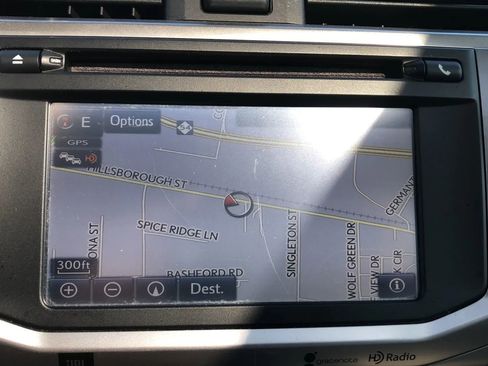 E
Options
GPS
HD
HILLSBOROUGH ST
SPICE RIDGE LN
ONA ST
SINGLETON ST
WOLF GREEN DR
F VIEW DR
K CIR
GERMANT
BASHFORD RD
300ft
Dest.
gracenote
HD Radio